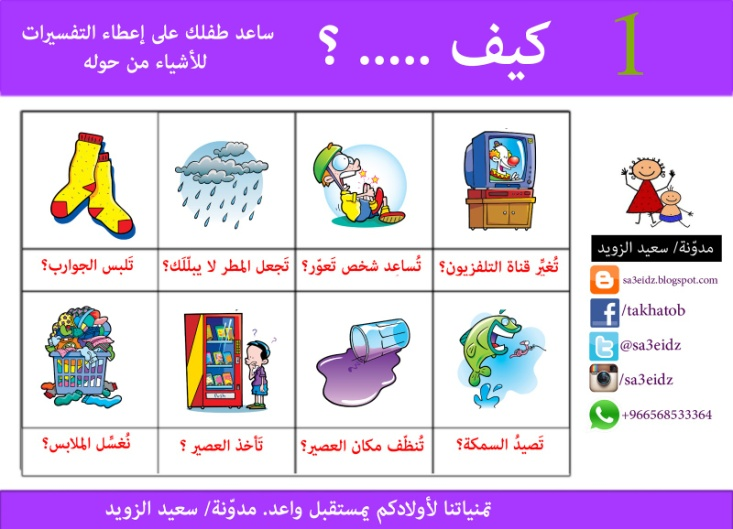 1
كيف ..... ؟
ساعد طفلك على إعطاء التفسيرات
للأشياء من حوله
تُغيِّر قناة التلفزيون؟
تُساعِد شخص تَعوّر؟
تَجعل المطر لا يبلّلَك؟
تَلبس الجوارب؟
تَصيدُ السمكة؟
تُنظّف مكان العصير؟
تَأخذ العصير ؟
تُغسَّل الملابس؟
مدوّنة/ سعيد الزويد
sa3eidz.blogspot.com
/takhatob
@sa3eidz
/sa3eidz
+966568533364
تمنياتنا لأولادكم بمستقبل واعد. مدوّنة/ سعيد الزويد